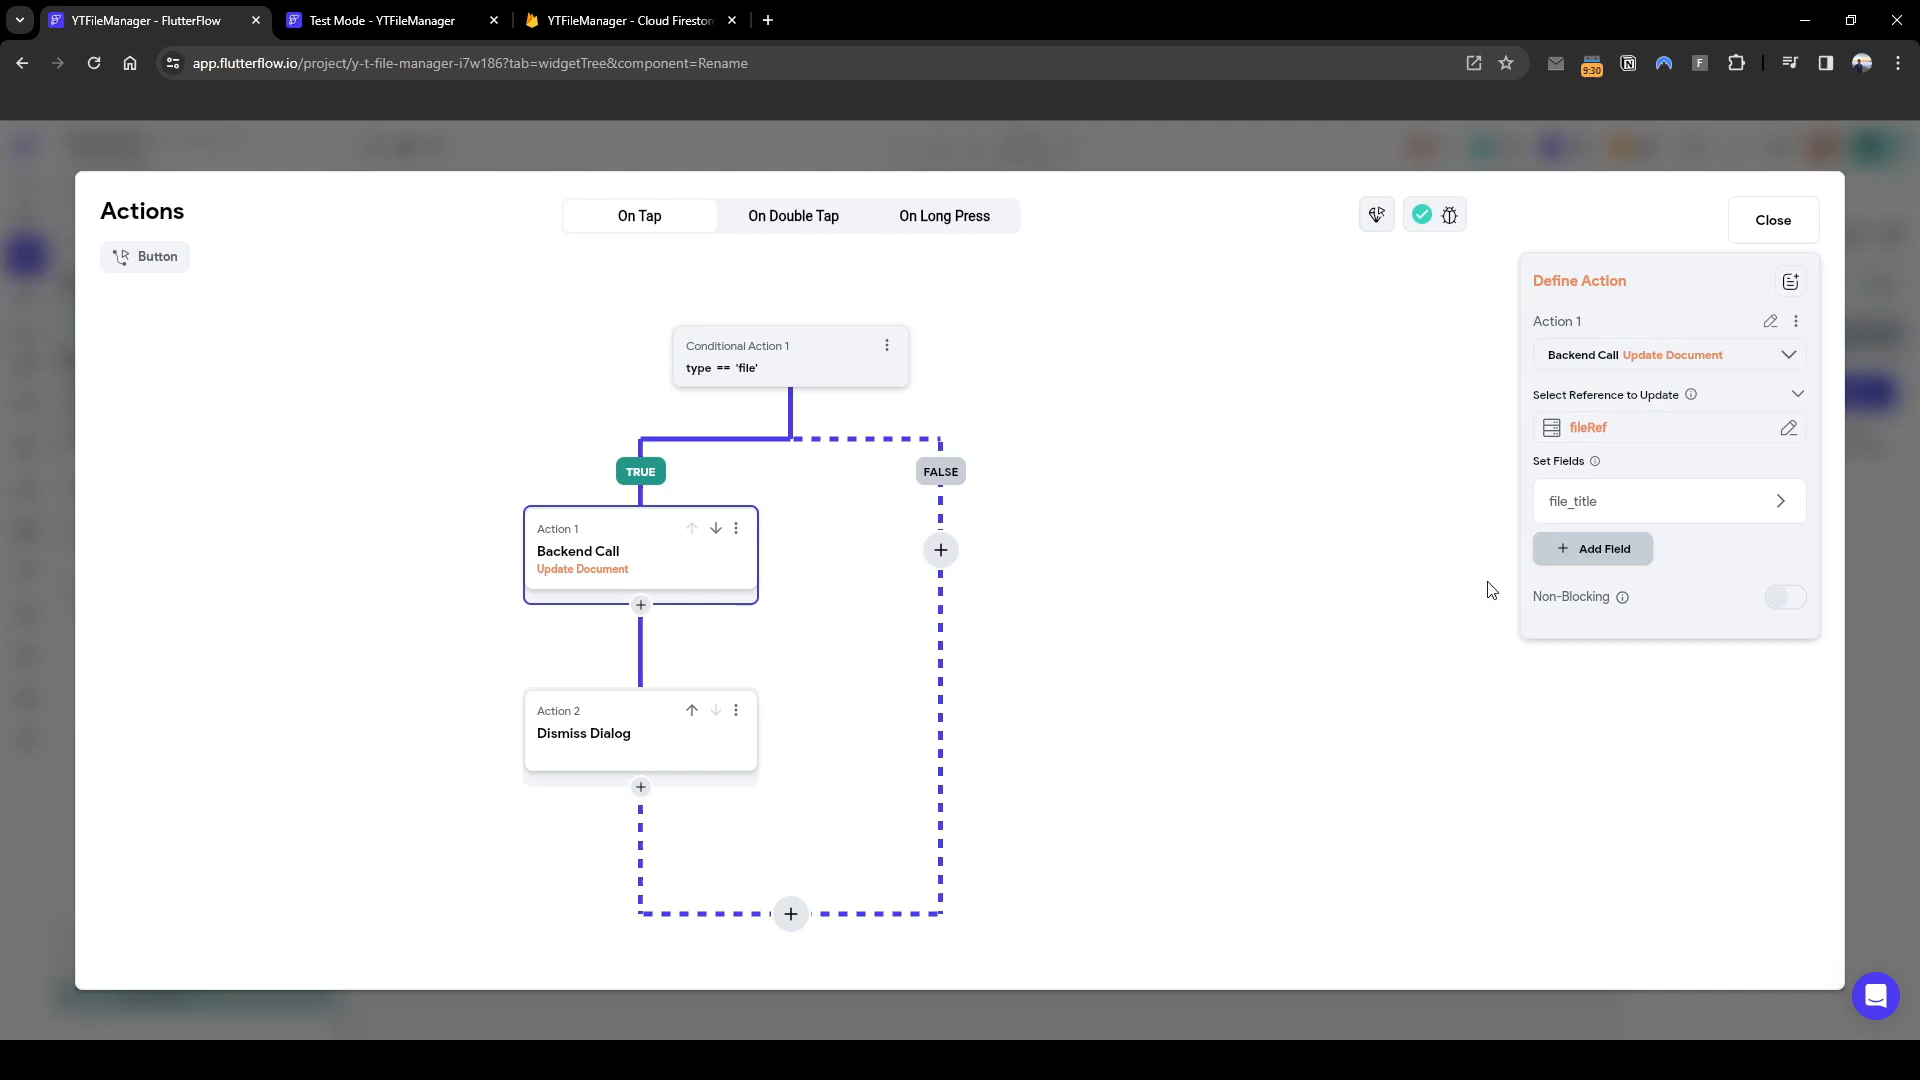 YTFileManager - FlutterFlow
Test Mode - YTFileManager
YTFileManager - Cloud Firestor
app.flutterflow.io/project/y-t-file-manager-i7w186?tab=widgetTree&component=Rename
9:30
F
Actions
On Tap
On Double Tap
On Long Press
Close
Button
Define Action
Action 1
Conditional Action 1
type == 'file'
Backend Call Update Document
Select Reference to Update
fileRef
TRUE
FALSE
Set Fields
file_title
Action 1
Backend Call
Update Document
+ Add Field
Non-Blocking
Action 2
Dismiss Dialog